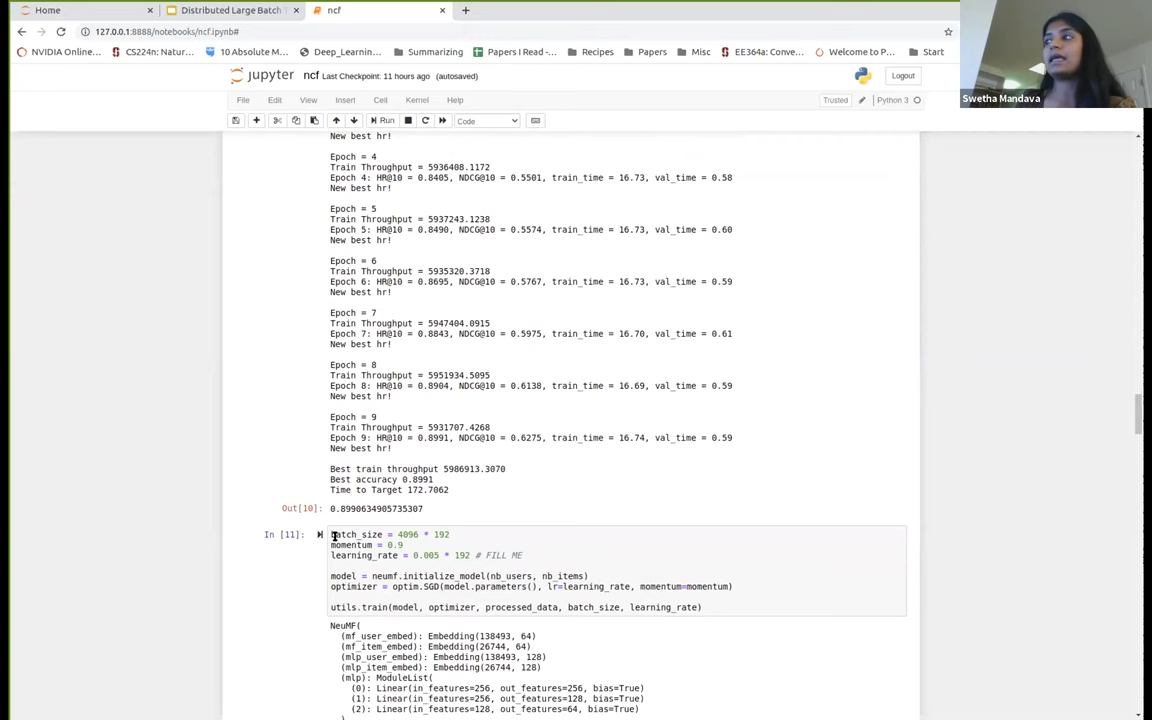 Home
Distributed Large Batch T
ncf
127.0.0.1:8888/notebooks/ncf.ipynb#
NVIDIA Online...
CS224n: Natur...
10 Absolute M...
Deep_Learnin...
Summarizing
Papers I Read -...
Recipes
Papers
Misc
EE364a: Conve...
Welcome to P...
Start
jupyter
ncf Last Checkpoint: 11 hours ago (autosaved)
Logout
Swetha Mandava
File Edit View Insert Cell Kernel Help
Trusted
Python 3
Run
Code
New best hr!
Epoch = 4
Train Throughput = 5936408.1172
Epoch 4: HR@10 = 0.8405, NDCG@10 = 0.5501, train_time = 16.73, val_time = 0.58
New best hr!
Epoch = 5
Train Throughput = 5937243.1238
Epoch 5: HR@10 = 0.8490, NDCG@10 = 0.5574, train_time = 16.73, val_time = 0.60
New best hr!
Epoch = 6
Train Throughput = 5935320.3718
Epoch 6: HR@10 = 0.8695, NDCG@10 = 0.5767, train_time = 16.73, val_time = 0.59
New best hr!
Epoch = 7
Train Throughput = 5947404.0915
Epoch 7: HR@10 = 0.8843, NDCG@10 = 0.5975, train_time = 16.70, val_time = 0.61
New best hr!
Epoch = 8
Train Throughput = 5951934.5095
Epoch 8: HR@10 = 0.8904, NDCG@10 = 0.6138, train_time = 16.69, val_time = 0.59
New best hr!
Epoch = 9
Train Throughput = 5931707.4268
Epoch 9: HR@10 = 0.8991, NDCG@10 = 0.6275, train_time = 16.74, val_time = 0.59
New best hr!
Best train throughput 5986913.3070
Best accuracy 0.8991
Time to Target 172.7062
Out[10]: 0.8990634905735307
In [11]: batch_size = 4096 * 192
momentum = 0.9
learning_rate = 0.005 * 192 # FILL ME
model = neumf.initialize_model(nb_users, nb_items)
optimizer = optim.SGD(model.parameters(), lr=learning_rate, momentum=momentum)
utils.train(model, optimizer, processed_data, batch_size, learning_rate)
NeuMF(
(mf_user_embed): Embedding(138493, 64)
(mf_item_embed): Embedding(26744, 64)
(mlp_user_embed): Embedding(138493, 128)
(mlp_item_embed): Embedding(26744, 128)
(mlp): ModuleList(
(0): Linear(in_features=256, out_features=256, bias=True)
(1): Linear(in_features=256, out_features=128, bias=True)
(2): Linear(in_features=128, out_features=64, bias=True)
)